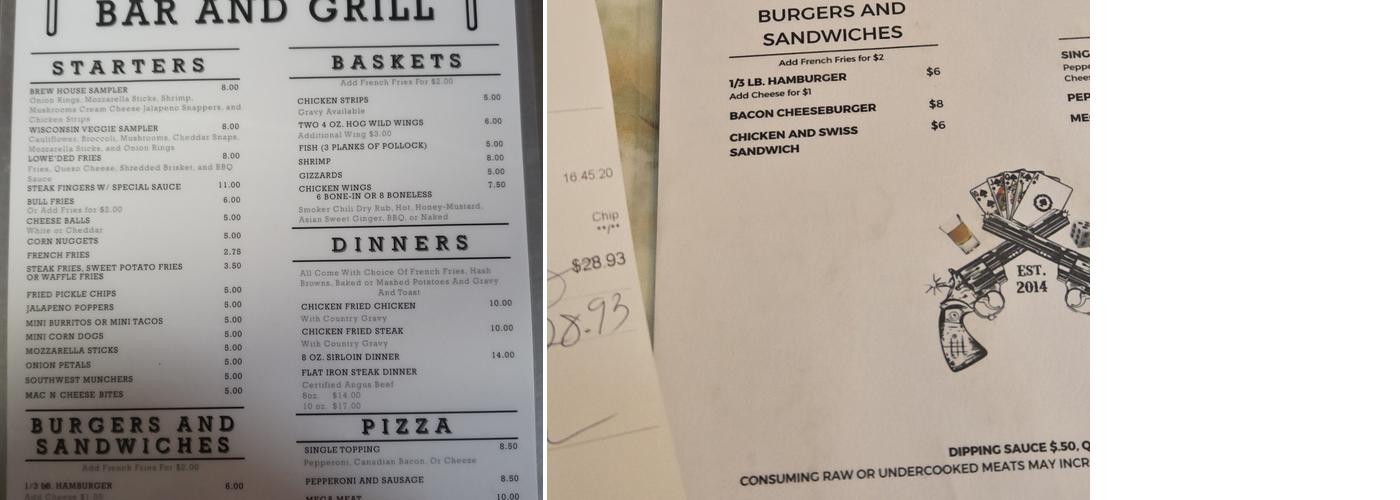 BAR AND GRILL
STARTERS
BREW HOUSE SAMPLER 8.00
Onion Rings, Mozzarella Sticks, Shrimp,
Mushrooms Cream Cheese Jalapeno Snappers, and
Chicken Strips
WISCONSIN VEGGIE SAMPLER 8.00
Cauliflower, Broccoli, Mushrooms, Cheddar Snaps,
Mozzarella Sticks, and Onion Rings
LOWE'DED FRIES 8.00
Fries, Queso Cheese, Shredded Brisket, and BBQ
Sauce
STEAK FINGERS W/ SPECIAL SAUCE 11.00
BULL FRIES 6.00
Or Add Fries for $2.00
CHEESE BALLS 5.00
White or Cheddar
CORN NUGGETS 5.00
FRENCH FRIES 2.75
STEAK FRIES, SWEET POTATO FRIES 3.50
OR WAFFLE FRIES
FRIED PICKLE CHIPS 5.00
JALAPENO POPPERS 5.00
MINI BURRITOS OR MINI TACOS 5.00
MINI CORN DOGS 5.00
MOZZARELLA STICKS 5.00
ONION PETALS 5.00
SOUTHWEST MUNCHERS 5.00
MAC N CHEESE BITES 5.00
BURGERS AND
SANDWICHES
Add French Fries For $2.00
1/3 lb. HAMBURGER 6.00
Add Cheese $1.00
BASKETS
Add French Fries For $2.00
CHICKEN STRIPS 5.00
Gravy Available
TWO 4 OZ. HOG WILD WINGS 6.00
Additional Wing $3.00
FISH (3 PLANKS OF POLLOCK) 5.00
SHRIMP 8.00
GIZZARDS 5.00
CHICKEN WINGS 7.50
6 BONE-IN OR 8 BONELESS
Smoker Chili Dry Rub, Hot, Honey-Mustard,
Asian Sweet Ginger, BBQ, or Naked
DINNERS
All Come With Choice Of French Fries, Hash
Browns, Baked or Mashed Potatoes And Gravy
And Toast
CHICKEN FRIED CHICKEN 10.00
With Country Gravy
CHICKEN FRIED STEAK 10.00
With Country Gravy
8 OZ. SIRLOIN DINNER 14.00
FLAT IRON STEAK DINNER
Certified Angus Beef
8oz. $14.00
10 oz. $17.00
PIZZA
SINGLE TOPPING 8.50
Pepperoni, Canadian Bacon, Or Cheese
PEPPERONI AND SAUSAGE 8.50
MEGA MEAT 10.00
16:45:20
Chip
**/**
$28.93
28.93
BURGERS AND
SANDWICHES
Add French Fries for $2
1/3 LB. HAMBURGER $6
Add Cheese for $1
BACON CHEESEBURGER $8
CHICKEN AND SWISS $6
SANDWICH
SING
Peppe
Chees
PEP
ME
EST.
2014
DIPPING SAUCE $.50, Q
CONSUMING RAW OR UNDERCOOKED MEATS MAY INCR